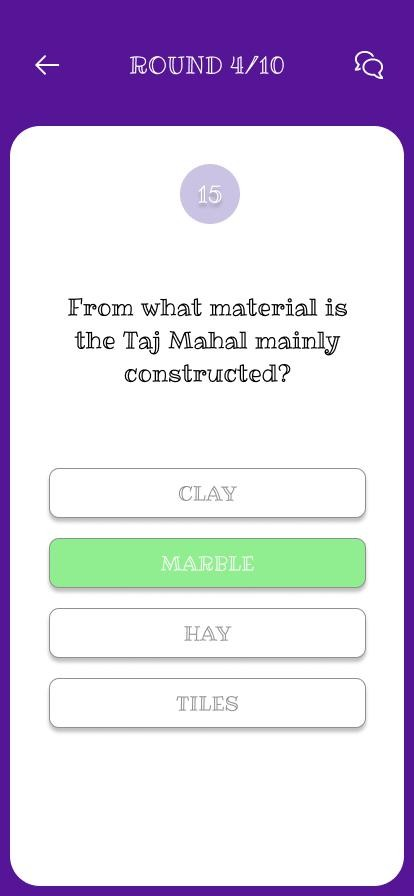 ROUND 4/10
15
From what material is
the Taj Mahal mainly
constructed?
CLAY
MARBLE
HAY
TILES